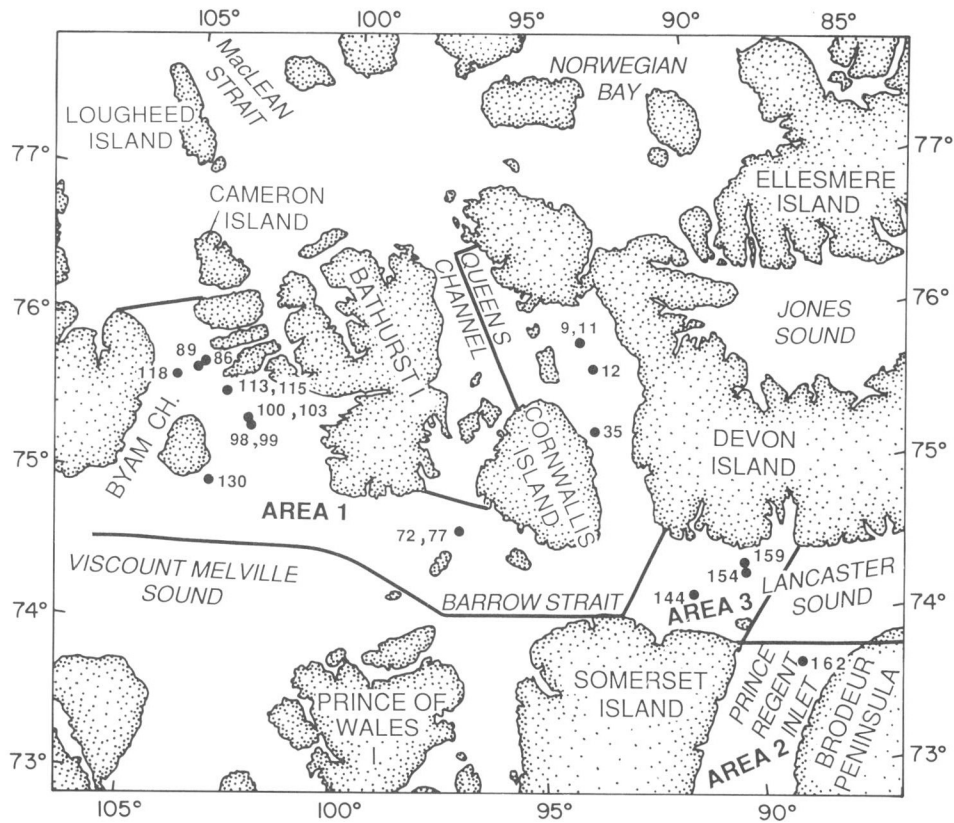 105° 100° 95° 90° 85°
MacLEAN
STRAIT
NORWEGIAN
BAY
LOUGHEED
ISLAND
77° 77°
CAMERON
ISLAND
ELLESMERE
ISLAND
QUEENS
CHANNEL
BATHURST I
76° 76°
JONES
SOUND
9,11
89 86
118
12
113,115
100,103
98,99
BYAM CH.
35
CORNWALLIS
ISLAND
DEVON
ISLAND
75° 75°
130
AREA 1
72,77
159
154
VISCOUNT MELVILLE
SOUND
LANCASTER
SOUND
144
BARROW STRAIT
AREA 3
74° 74°
162
PRINCE OF
WALES
I
SOMERSET
ISLAND
PRINCE
REGENT
INLET
BRODEUR
PENINSULA
AREA 2
73° 73°
105° 100° 95° 90°